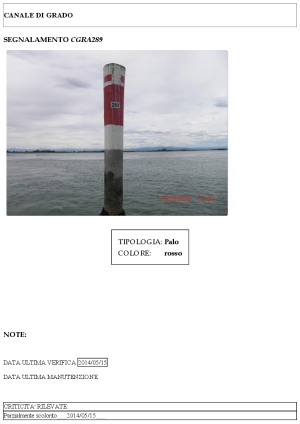 CANALE DI GRADO
SEGNALAMENTO CGRA289
289
TIPOLOGIA: Palo
COLORE: rosso
NOTE:
DATA ULTIMA VERIFICA 2014/05/15
DATA ULTIMA MANUTENZIONE
CRITICITA' RILEVATE
Parzialmente scolorito 2014/05/15